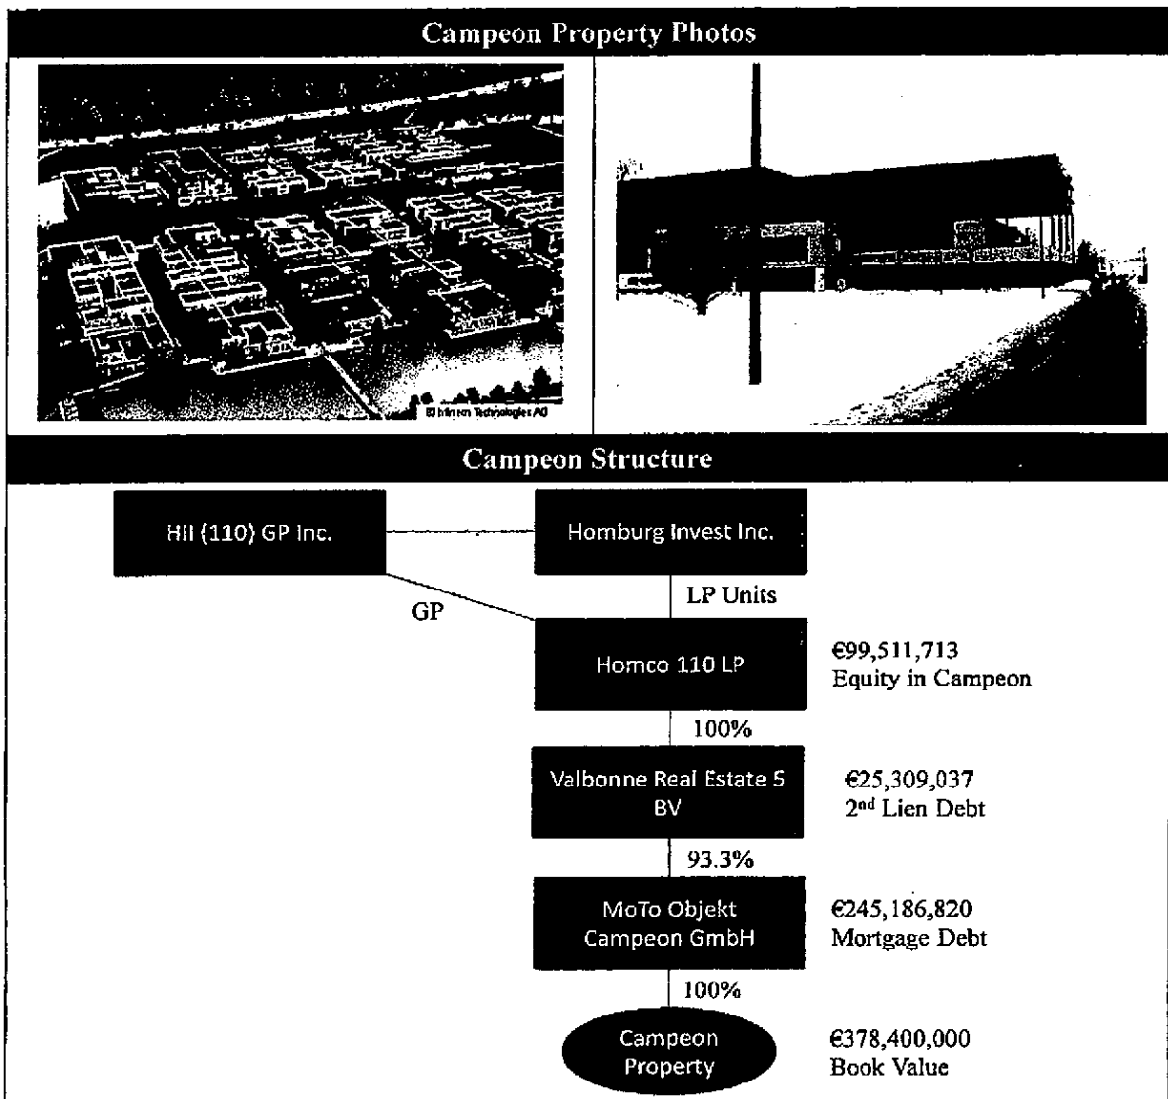 Campeon Property Photos
© Infineon Technologies AG
Campeon Structure
HII (110) GP Inc.
Homburg Invest Inc.
GP
LP Units
Homco 110 LP
€99,511,713
Equity in Campeon
100%
Valbonne Real Estate 5
BV
€25,309,037
2nd Lien Debt
93.3%
MoTo Objekt
Campeon GmbH
€245,186,820
Mortgage Debt
100%
Campeon
Property
€378,400,000
Book Value